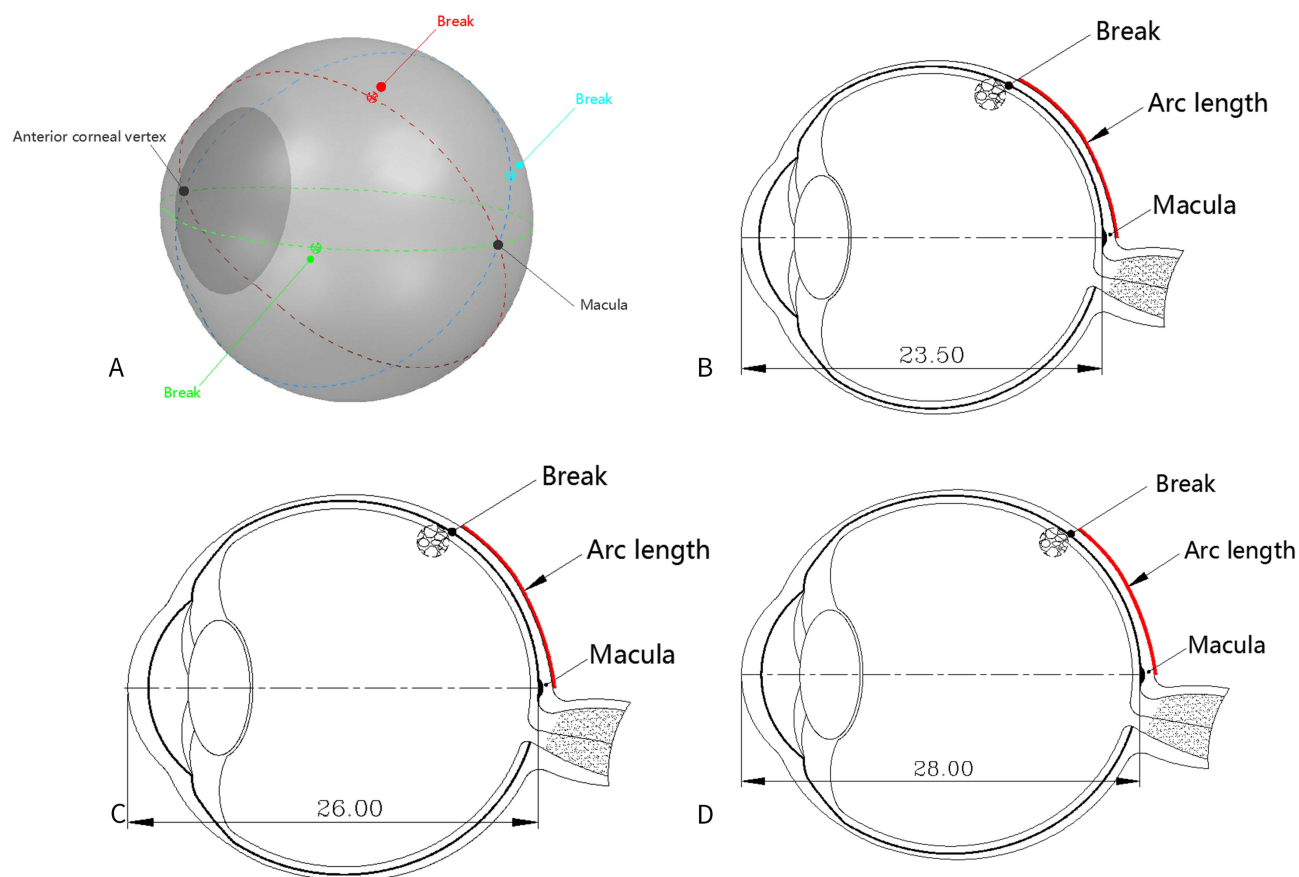 Break
Break
Anterior corneal vertex
Macula
Break
A
Break
Arc length
Macula
23.50
B
Break
Arc length
Macula
26.00
C
Break
Arc length
Macula
28.00
D